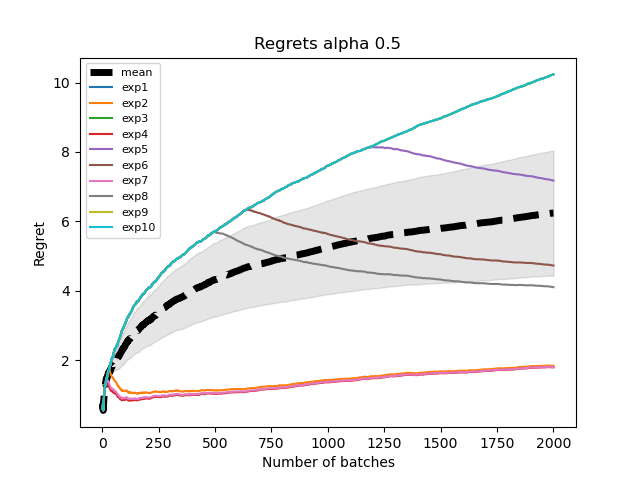 Regrets alpha 0.5
10
8
6
4
2
Regret
mean
exp1
exp2
exp3
exp4
exp5
exp6
exp7
exp8
exp9
exp10
0 250 500 750 1000 1250 1500 1750 2000
Number of batches